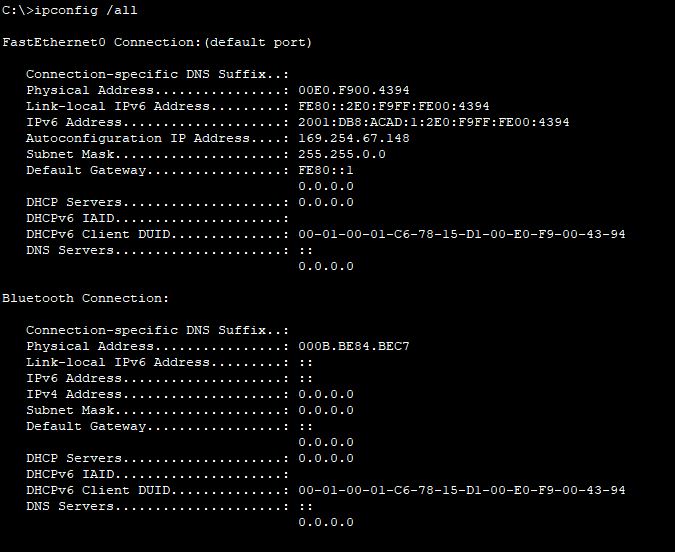 C:\>ipconfig /all
FastEthernet0 Connection:(default port)
Connection-specific DNS Suffix..:
Physical Address................: 00E0.F900.4394
Link-local IPv6 Address.........: FE80::2E0:F9FF:FE00:4394
IPv6 Address....................: 2001:DB8:ACAD:1:2E0:F9FF:FE00:4394
Autoconfiguration IP Address....: 169.254.67.148
Subnet Mask.....................: 255.255.0.0
Default Gateway.................: FE80::1
0.0.0.0
DHCP Servers....................: 0.0.0.0
DHCPv6 IAID.....................:
DHCPv6 Client DUID..............: 00-01-00-01-C6-78-15-D1-00-E0-F9-00-43-94
DNS Servers.....................: ::
0.0.0.0
Bluetooth Connection:
Connection-specific DNS Suffix..:
Physical Address................: 000B.BE84.BEC7
Link-local IPv6 Address.........: ::
IPv6 Address....................: ::
IPv4 Address....................: 0.0.0.0
Subnet Mask.....................: 0.0.0.0
Default Gateway.................: ::
0.0.0.0
DHCP Servers....................: 0.0.0.0
DHCPv6 IAID.....................:
DHCPv6 Client DUID..............: 00-01-00-01-C6-78-15-D1-00-E0-F9-00-43-94
DNS Servers.....................: ::
0.0.0.0